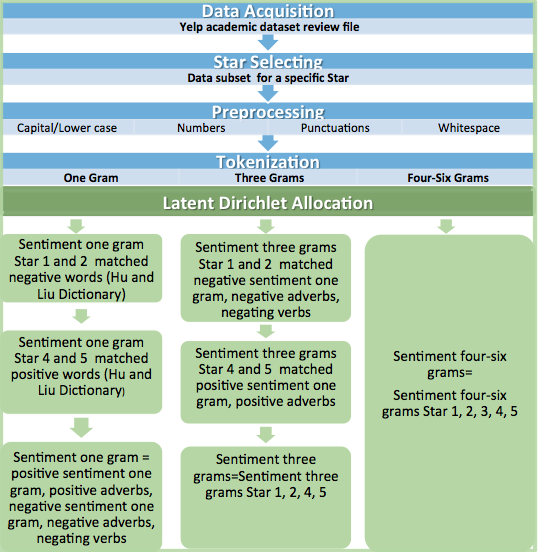 Data Acquisition
Yelp academic dataset review file
Star Selecting
Data subset for a specific Star
Preprocessing
Capital/Lower case
Numbers
Punctuations
Whitespace
Tokenization
One Gram
Three Grams
Four-Six Grams
Latent Dirichlet Allocation
Sentiment one gram
Star 1 and 2 matched
negative words (Hu and
Liu Dictionary)
Sentiment one gram
Star 4 and 5 matched
positive words (Hu and
Liu Dictionary)
Sentiment one gram =
positive sentiment one
gram, positive adverbs,
negative sentiment one
gram, negative adverbs,
negating verbs
Sentiment three grams
Star 1 and 2 matched
negative sentiment one
gram, negative adverbs,
negating verbs
Sentiment three grams
Star 4 and 5 matched
positive sentiment one
gram, positive adverbs
Sentiment three
grams=Sentiment three
grams Star 1, 2, 4, 5
Sentiment four-six
grams=
Sentiment four-six
grams Star 1, 2, 3, 4, 5